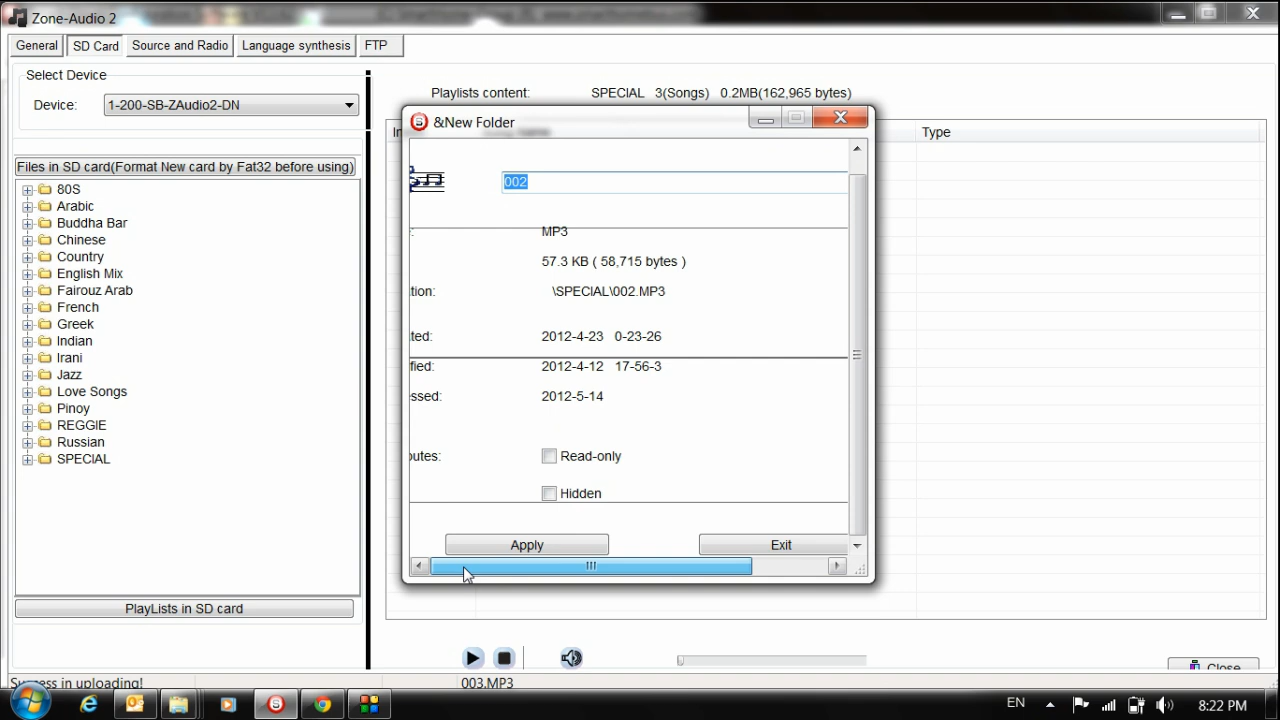 Zone-Audio 2
General
SD Card
Source and Radio
Language synthesis
FTP
Select Device
Device:
1-200-SB-ZAudio2-DN
Files in SD card(Format New card by Fat32 before using)
80S
Arabic
Buddha Bar
Chinese
Country
English Mix
Fairouz Arab
French
Greek
Indian
Irani
Jazz
Love Songs
Pinoy
REGGIE
Russian
SPECIAL
PlayLists in SD card
Playlists content:
SPECIAL 3(Songs) 0.2MB(162,965 bytes)
Type
&New Folder
002
MP3
57.3 KB ( 58,715 bytes )
tion:
\SPECIAL\002.MP3
ted:
2012-4-23 0-23-26
fied:
2012-4-12 17-56-3
ssed:
2012-5-14
utes:
Read-only
Hidden
Apply
Exit
Close
Success in uploading!
003.MP3
EN
8:22 PM